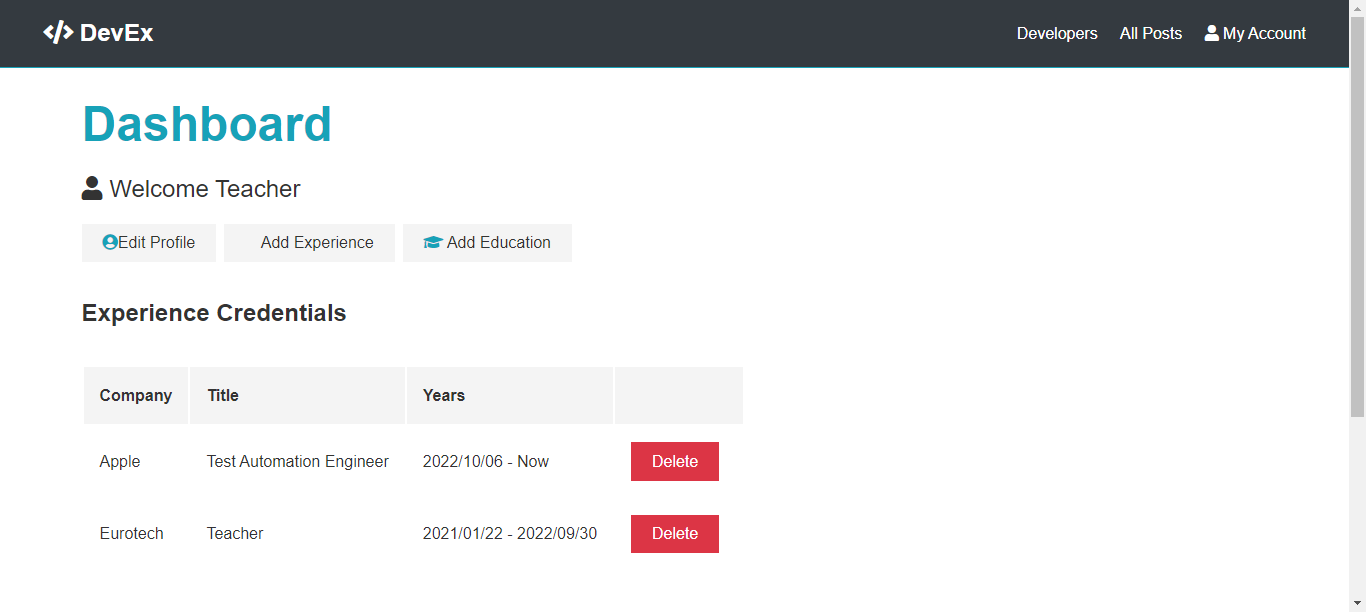 </> DevEx
Developers All Posts My Account
Dashboard
Welcome Teacher
Edit Profile Add Experience Add Education
Experience Credentials
Company Title Years
Apple Test Automation Engineer 2022/10/06 - Now Delete
Eurotech Teacher 2021/01/22 - 2022/09/30 Delete